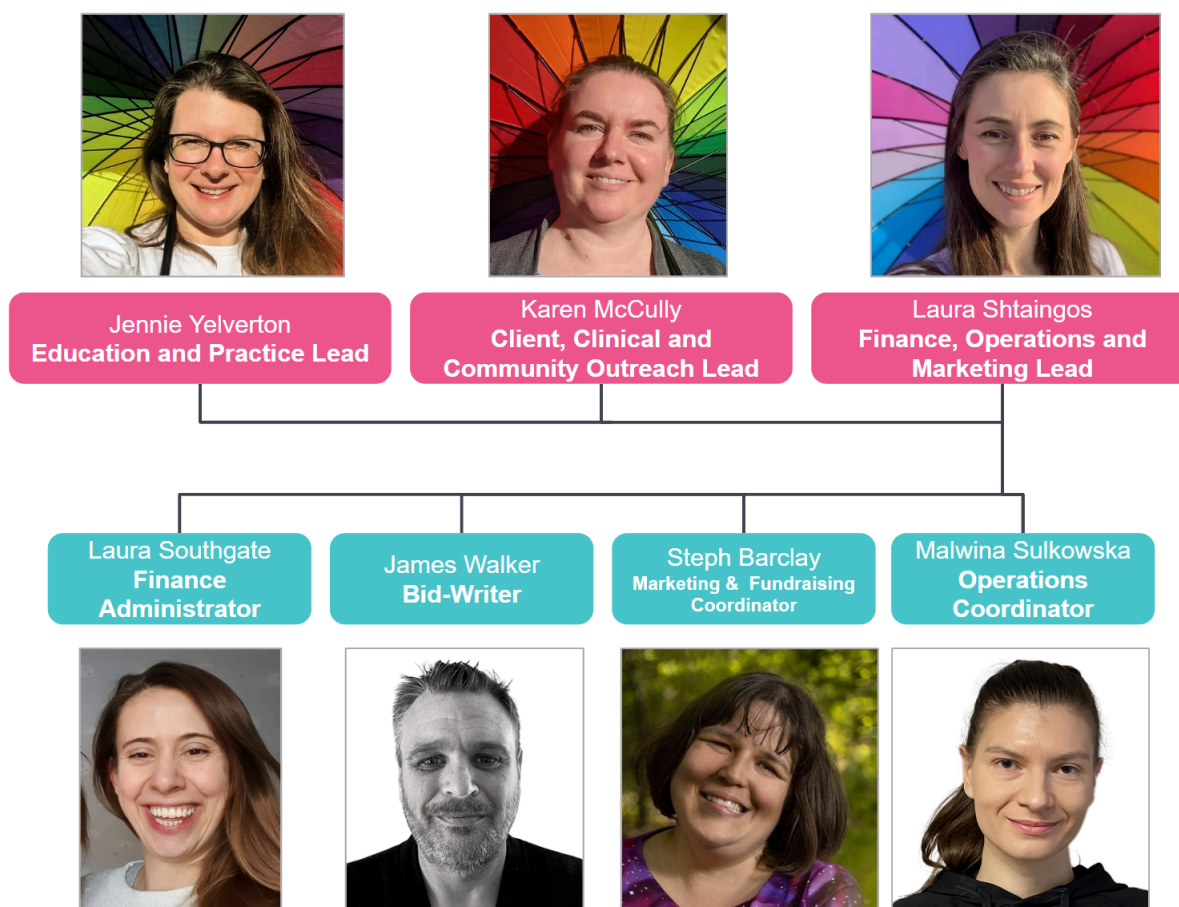 Jennie Yelverton
Education and Practice Lead
Karen McCully
Client, Clinical and
Community Outreach Lead
Laura Shtaingos
Finance, Operations and
Marketing Lead
Laura Southgate
Finance
Administrator
James Walker
Bid-Writer
Steph Barclay
Marketing & Fundraising
Coordinator
Malwina Sulkowska
Operations
Coordinator